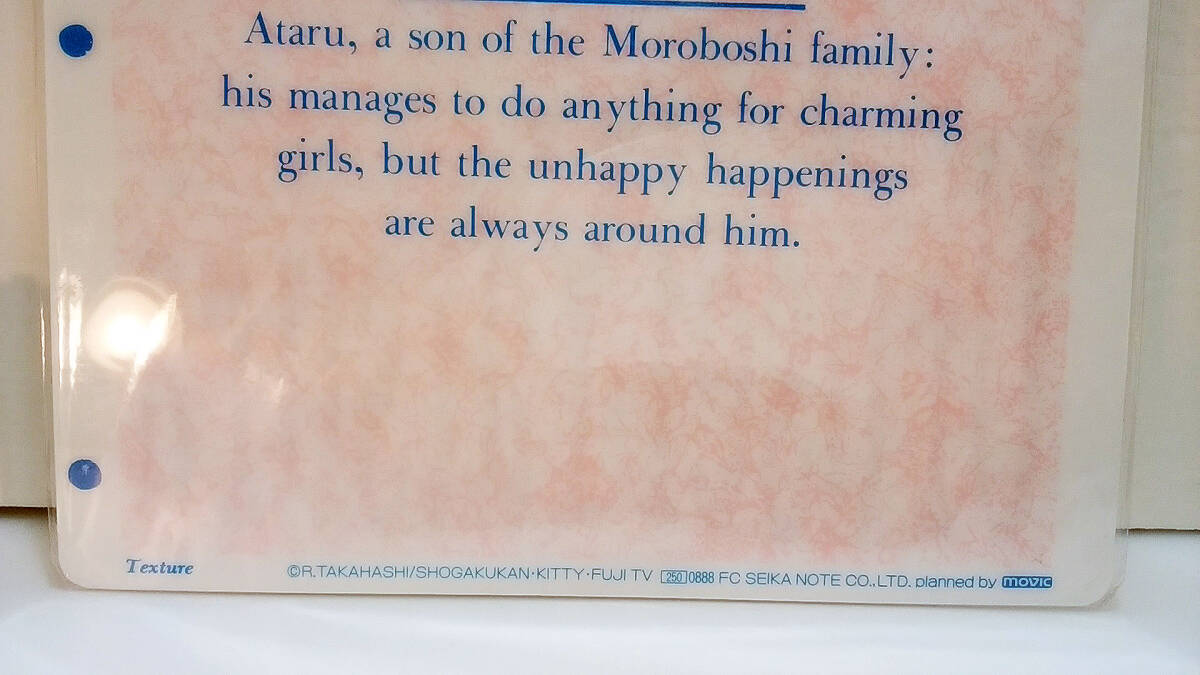 Ataru, a son of the Moroboshi family:
his manages to do anything for charming
girls, but the unhappy happenings
are always around him.
Texture
©R.TAKAHASHI/SHOGAKUKAN·KITTY·FUJI TV 250 0888 FC SEIKA NOTE CO.,LTD. planned by movic